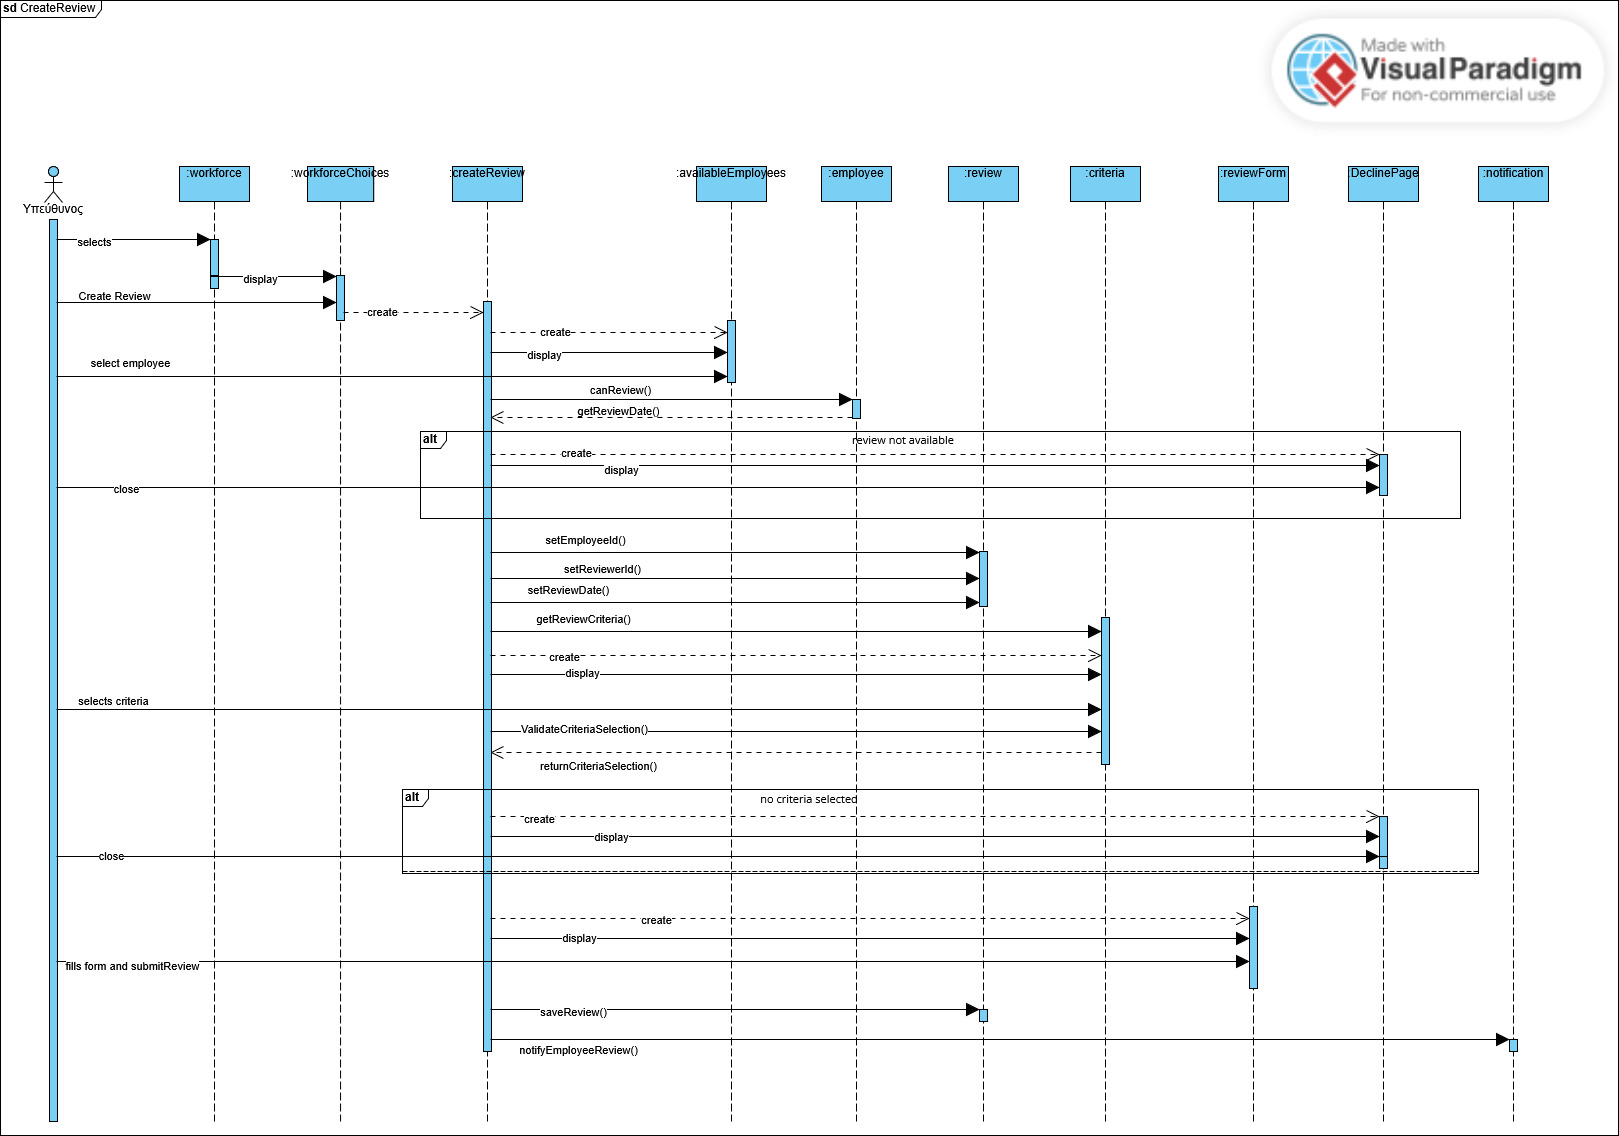 sd CreateReview
Made with
Visual Paradigm
For non-commercial use
Υπεύθυνος
:workforce
:workforceChoices
:createReview
:availableEmployees
:employee
:review
:criteria
:reviewForm
:DeclinePage
:notification
selects
display
Create Review
create
create
display
select employee
canReview()
getReviewDate()
alt
review not available
create
display
close
setEmployeeId()
setReviewerId()
setReviewDate()
getReviewCriteria()
create
display
selects criteria
ValidateCriteriaSelection()
returnCriteriaSelection()
alt
no criteria selected
create
display
close
create
display
fills form and submitReview
saveReview()
notifyEmployeeReview()